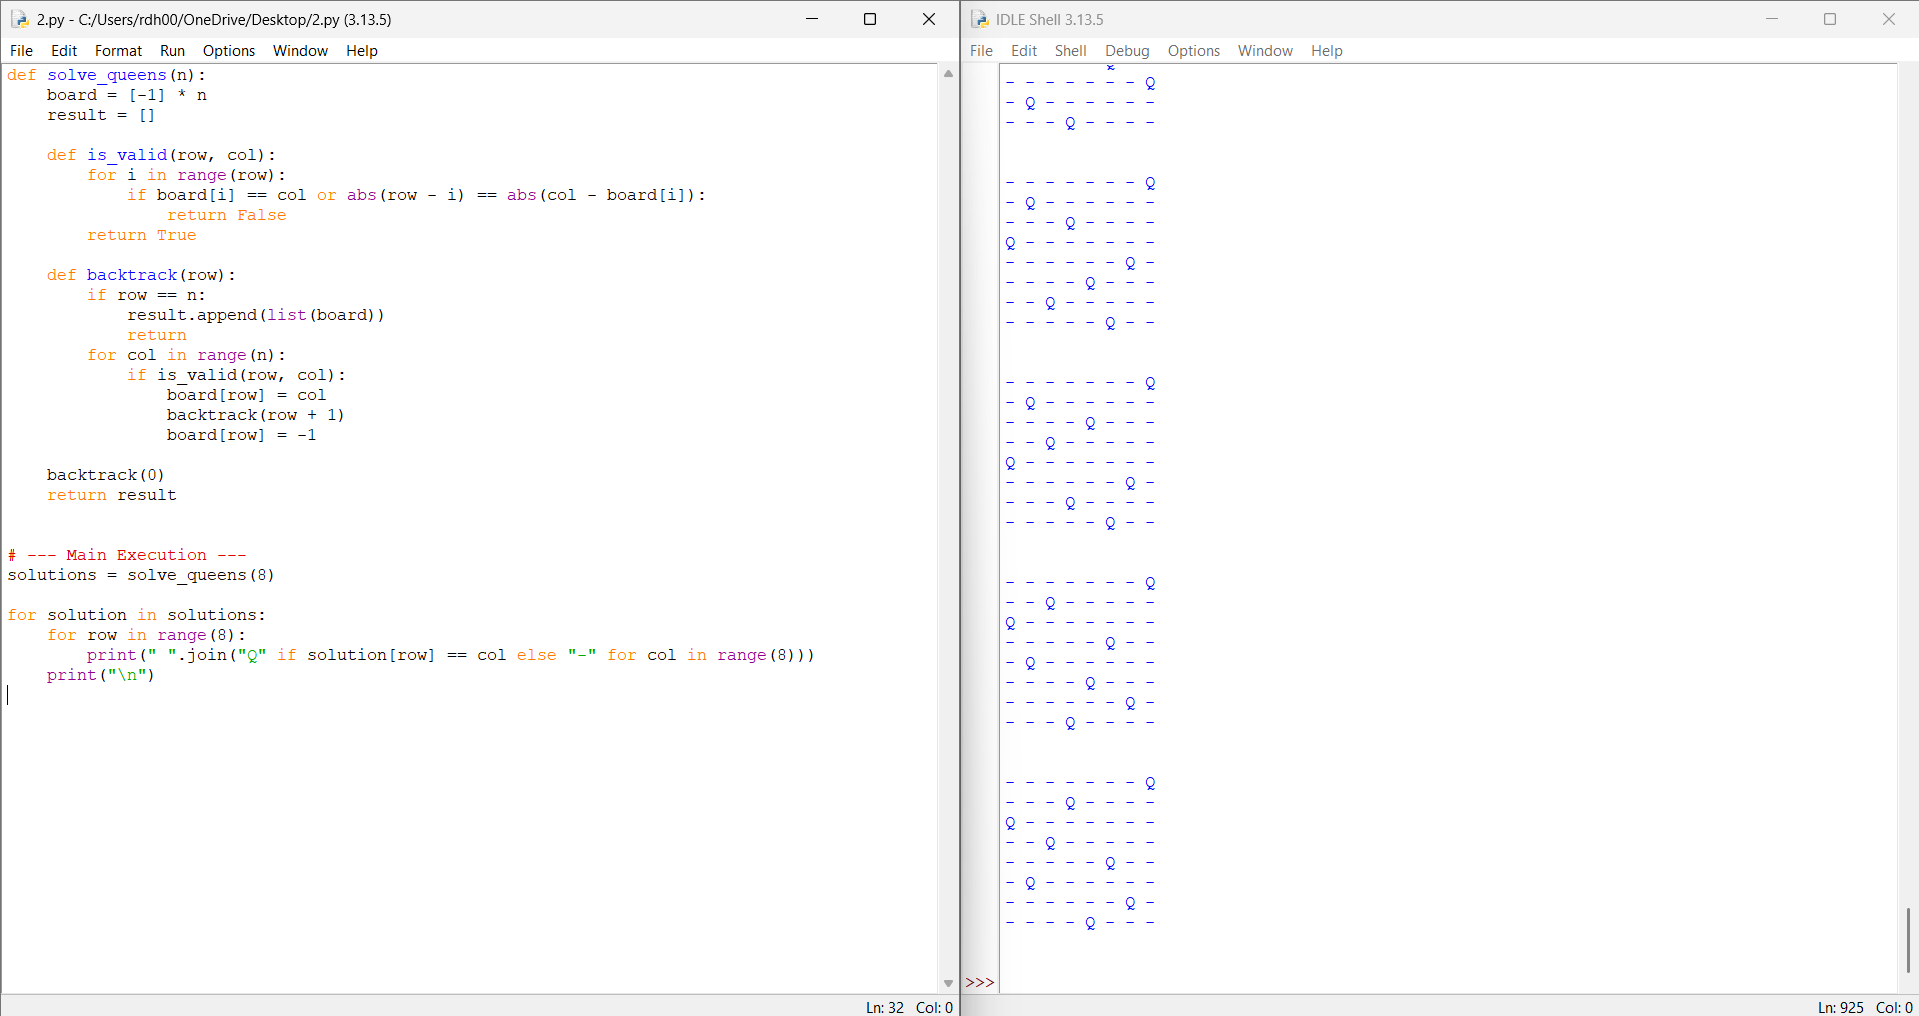 2.py - C:/Users/rdh00/OneDrive/Desktop/2.py (3.13.5)
File Edit Format Run Options Window Help
def solve_queens(n):
    board = [-1] * n
    result = []

    def is_valid(row, col):
        for i in range(row):
            if board[i] == col or abs(row - i) == abs(col - board[i]):
                return False
        return True

    def backtrack(row):
        if row == n:
            result.append(list(board))
            return
        for col in range(n):
            if is_valid(row, col):
                board[row] = col
                backtrack(row + 1)
                board[row] = -1

    backtrack(0)
    return result


# --- Main Execution ---
solutions = solve_queens(8)

for solution in solutions:
    for row in range(8):
        print(" ".join("Q" if solution[row] == col else "-" for col in range(8)))
    print("\n")
Ln: 32 Col: 0
IDLE Shell 3.13.5
File Edit Shell Debug Options Window Help
- - - - - - - Q
- Q - - - - - -
- - - Q - - - -


- - - - - - - Q
- Q - - - - - -
- - - Q - - - -
Q - - - - - - -
- - - - - - Q -
- - - - Q - - -
- - Q - - - - -
- - - - - Q - -


- - - - - - - Q
- Q - - - - - -
- - - - Q - - -
- - Q - - - - -
Q - - - - - - -
- - - - - - Q -
- - - Q - - - -
- - - - - Q - -


- - - - - - - Q
- - Q - - - - -
Q - - - - - - -
- - - - - Q - -
- Q - - - - - -
- - - - Q - - -
- - - - - - Q -
- - - Q - - - -


- - - - - - - Q
- - - Q - - - -
Q - - - - - - -
- - Q - - - - -
- - - - - Q - -
- Q - - - - - -
- - - - - - Q -
- - - - Q - - -


>>>
Ln: 925 Col: 0